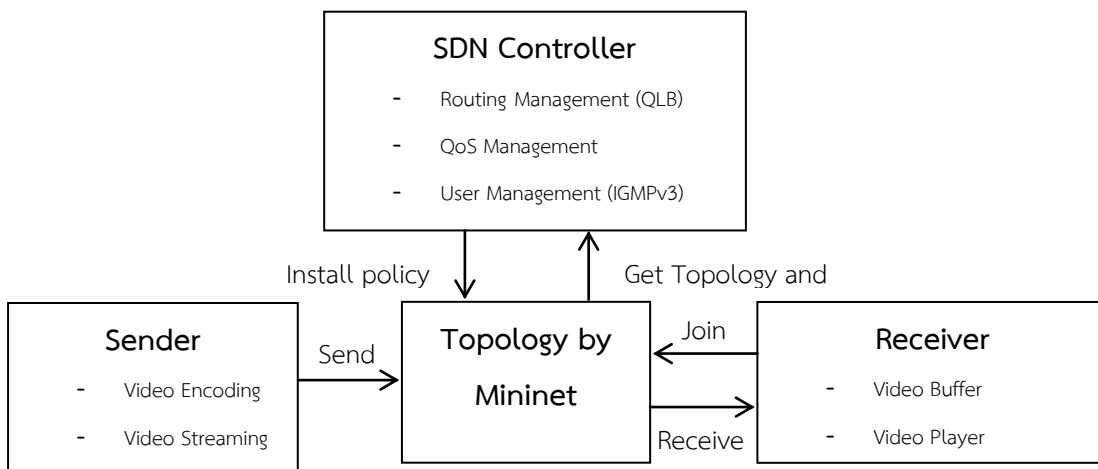 SDN Controller
- Routing Management (QLB)
- QoS Management
- User Management (IGMPv3)
Install policy
Get Topology and
Sender
- Video Encoding
- Video Streaming
Send
Topology by
Mininet
Join
Receive
Receiver
- Video Buffer
- Video Player